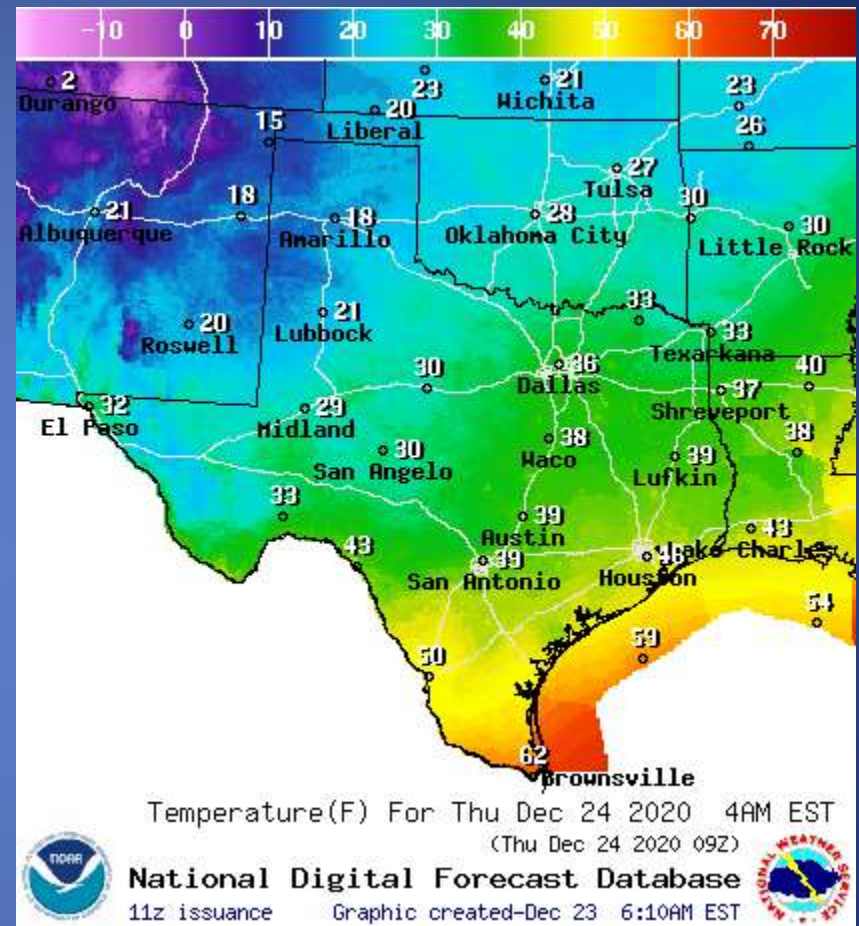 -10 0 10 20 30 40 50 60 70
2
Durango
23
21
Wichita
23
20
Liberal
15
26
27
Tulsa
21
Albuquerque
18
18
Amarillo
28
Oklahoma City
30
30
Little Rock
20
Roswell
21
Lubbock
33
33
Texarkana
36
Dallas
30
40
37
Shreveport
32
El Paso
29
Midland
30
San Angelo
38
Waco
39
Lufkin
38
33
39
Austin
43
Lake Charles
43
39
San Antonio
Houston
54
59
50
62
Brownsville
Temperature(F) For Thu Dec 24 2020 4AM EST
(Thu Dec 24 2020 09Z)
National Digital Forecast Database
11z issuance Graphic created-Dec 23 6:10AM EST
NOAA
NATIONAL WEATHER SERVICE